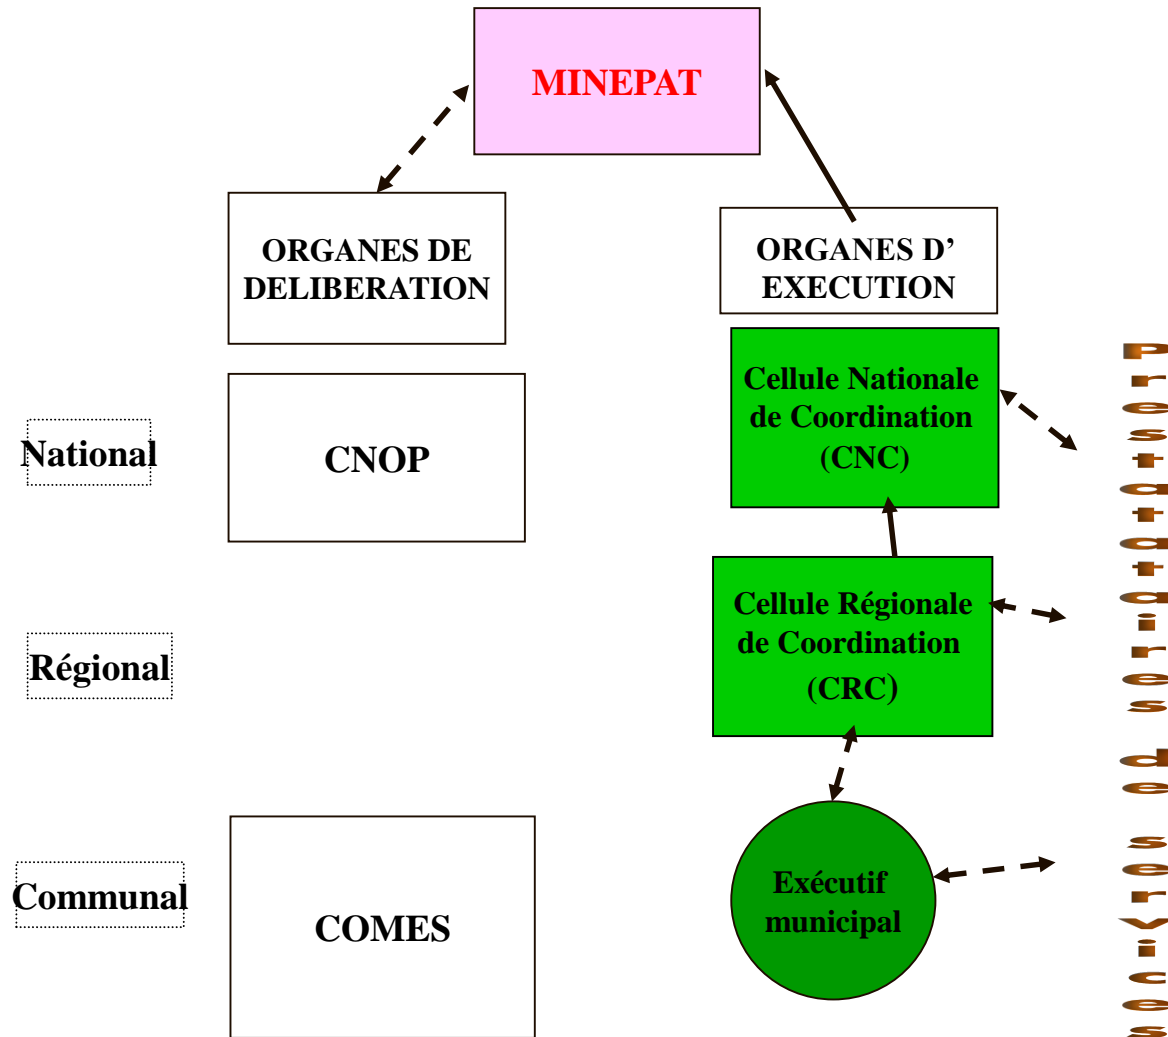 MINEPAT
ORGANES DE
DELIBERATION
ORGANES D’
EXECUTION
National
CNOP
Cellule Nationale
de Coordination
(CNC)
Régional
Cellule Régionale
de Coordination
(CRC)
Communal
COMES
Exécutif
municipal
Prestataires de services